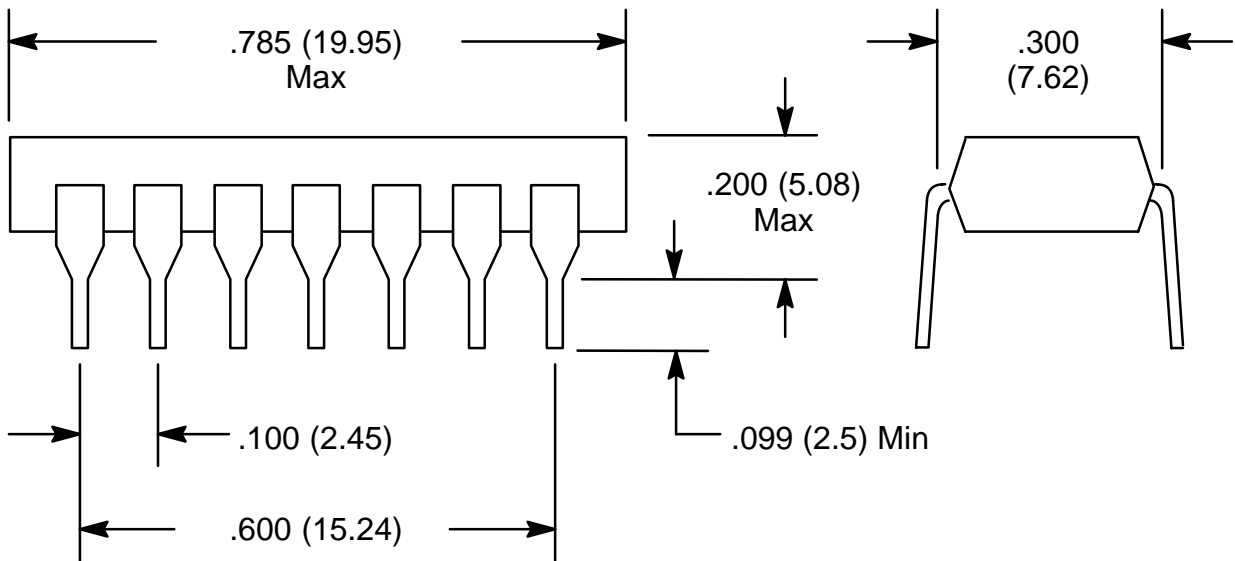 .785 (19.95)
Max
.300
(7.62)
.200 (5.08)
Max
.100 (2.45)
.099 (2.5) Min
.600 (15.24)